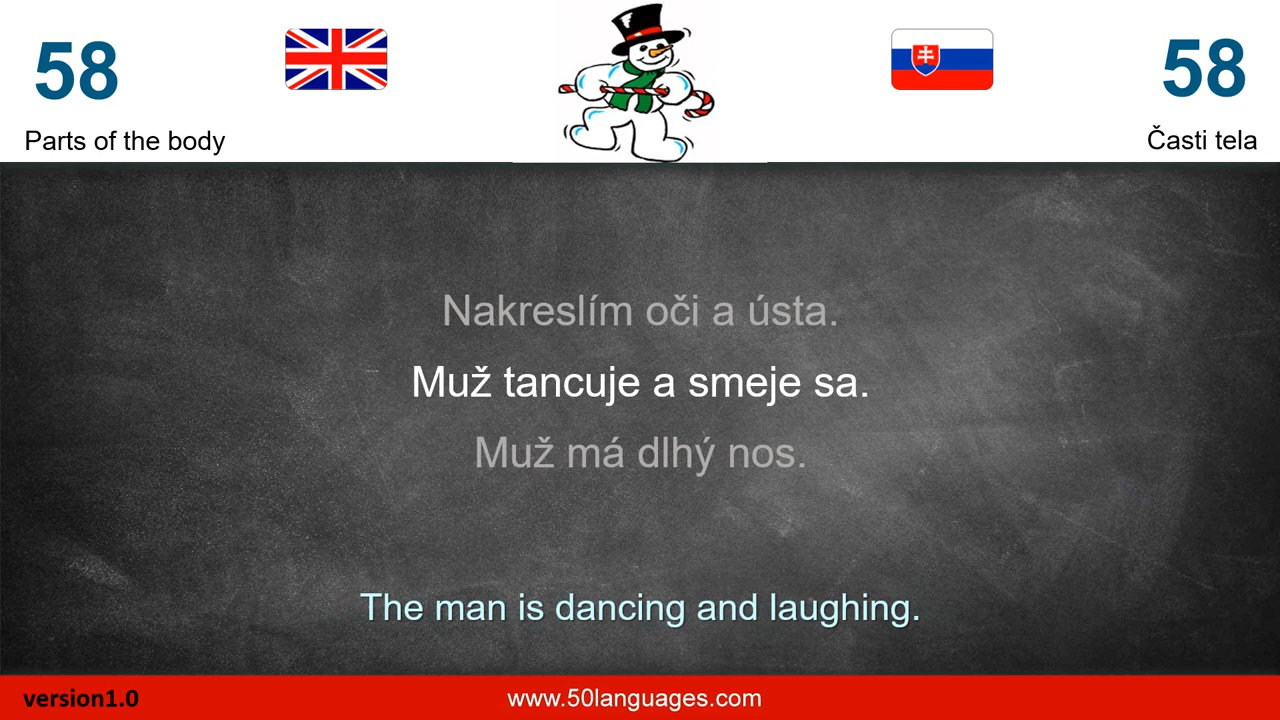 58
58
Parts of the body
Časti tela
Nakreslím oči a ústa.
Muž tancuje a smeje sa.
Muž má dlhý nos.
The man is dancing and laughing.
version1.0
www.50languages.com